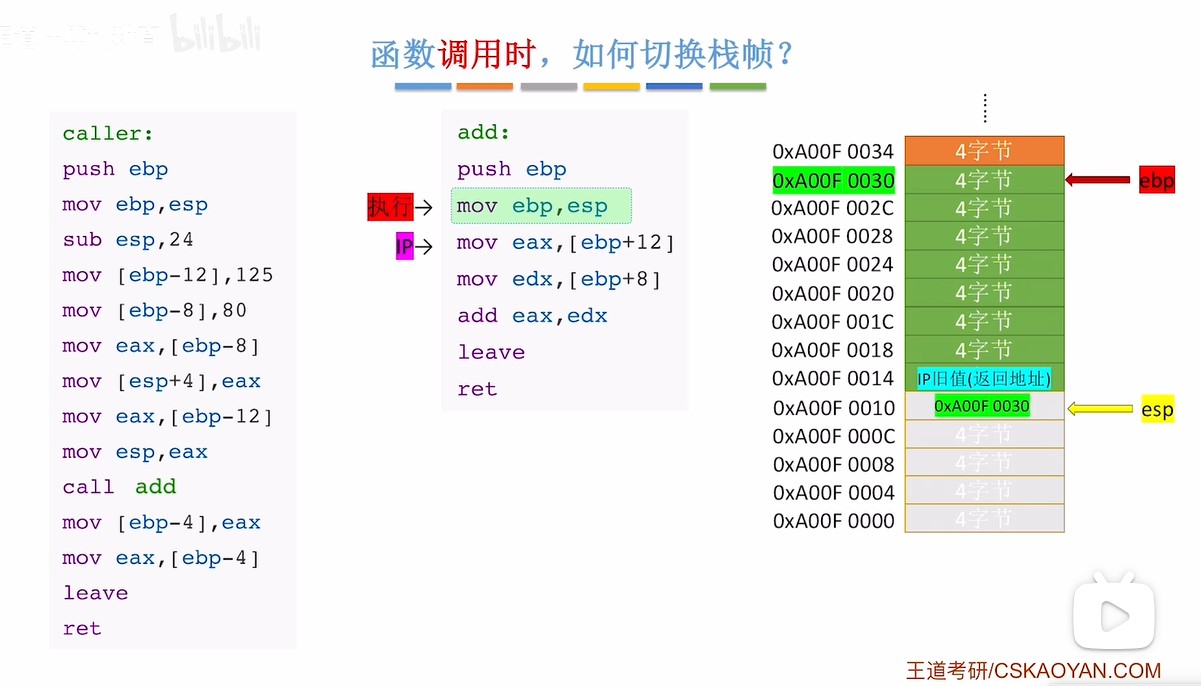 bilibili
函数调用时，如何切换栈帧？
caller:
push ebp
mov ebp,esp
sub esp,24
mov [ebp-12],125
mov [ebp-8],80
mov eax,[ebp-8]
mov [esp+4],eax
mov eax,[ebp-12]
mov esp,eax
call add
mov [ebp-4],eax
mov eax,[ebp-4]
leave
ret
add:
push ebp
执行→ mov ebp,esp
IP→ mov eax,[ebp+12]
mov edx,[ebp+8]
add eax,edx
leave
ret
0xA00F 0034 4字节
0xA00F 0030 4字节 ebp
0xA00F 002C 4字节
0xA00F 0028 4字节
0xA00F 0024 4字节
0xA00F 0020 4字节
0xA00F 001C 4字节
0xA00F 0018 4字节
0xA00F 0014 IP旧值(返回地址)
0xA00F 0010 0xA00F 0030 esp
0xA00F 000C 4字节
0xA00F 0008 4字节
0xA00F 0004 4字节
0xA00F 0000 4字节
王道考研/CSKAOYAN.COM